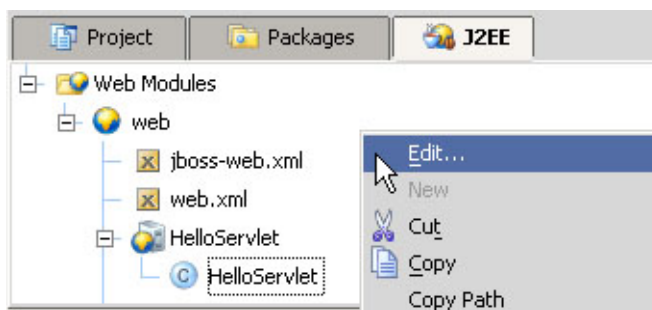 Project Packages J2EE
Web Modules
web
jboss-web.xml
web.xml
HelloServlet
HelloServlet
Edit...
New
Cut
Copy
Copy Path